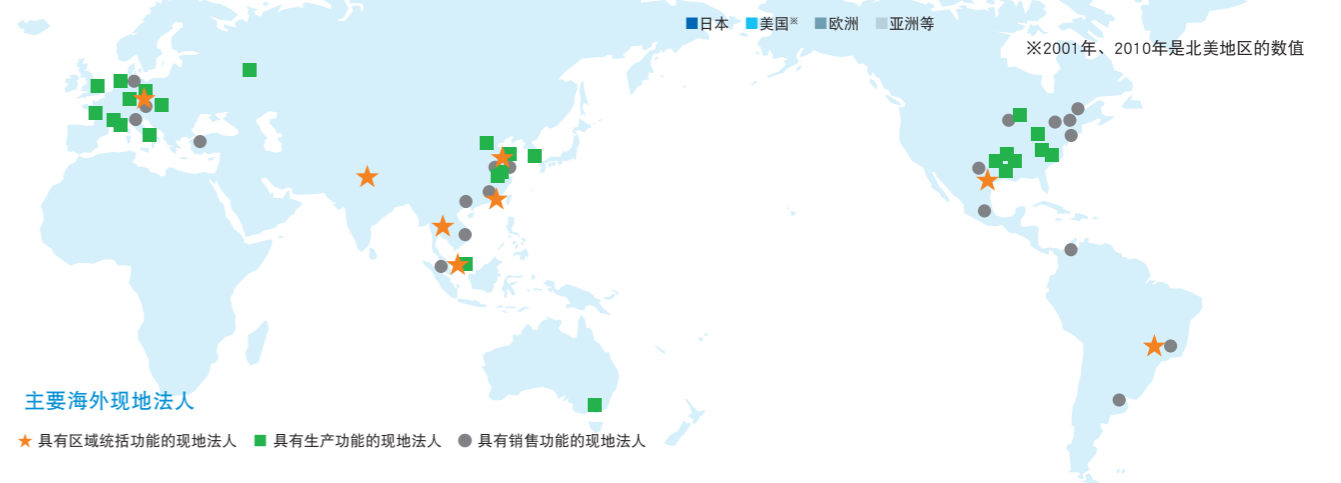 ■日本 ■美国※ ■欧洲 ■亚洲等
※2001年、2010年是北美地区的数值
主要海外现地法人
★ 具有区域统括功能的现地法人 ■ 具有生产功能的现地法人 ● 具有销售功能的现地法人